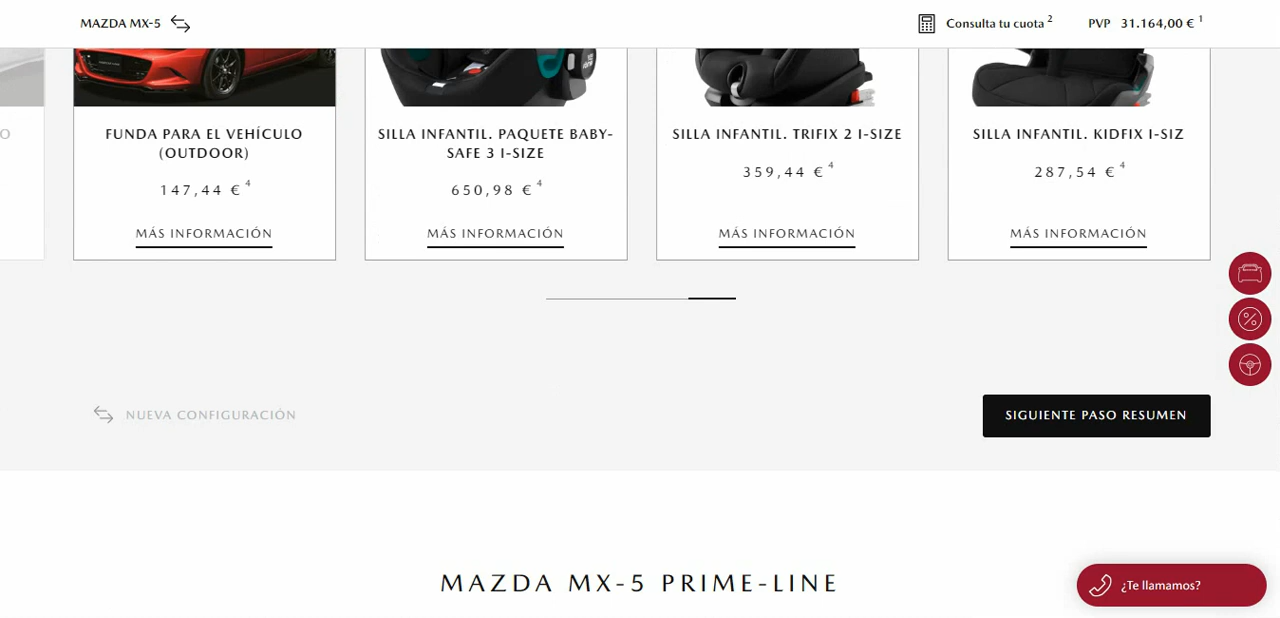 MAZDA MX-5
Consulta tu cuota 2
PVP 31.164,00 € 1
O
FUNDA PARA EL VEHÍCULO
(OUTDOOR)
147,44 € 4
MÁS INFORMACIÓN
SILLA INFANTIL. PAQUETE BABY-
SAFE 3 I-SIZE
650,98 € 4
MÁS INFORMACIÓN
SILLA INFANTIL. TRIFIX 2 I-SIZE
359,44 € 4
MÁS INFORMACIÓN
SILLA INFANTIL. KIDFIX I-SIZ
287,54 € 4
MÁS INFORMACIÓN
NUEVA CONFIGURACIÓN
SIGUIENTE PASO RESUMEN
MAZDA MX-5 PRIME-LINE
¿Te llamamos?